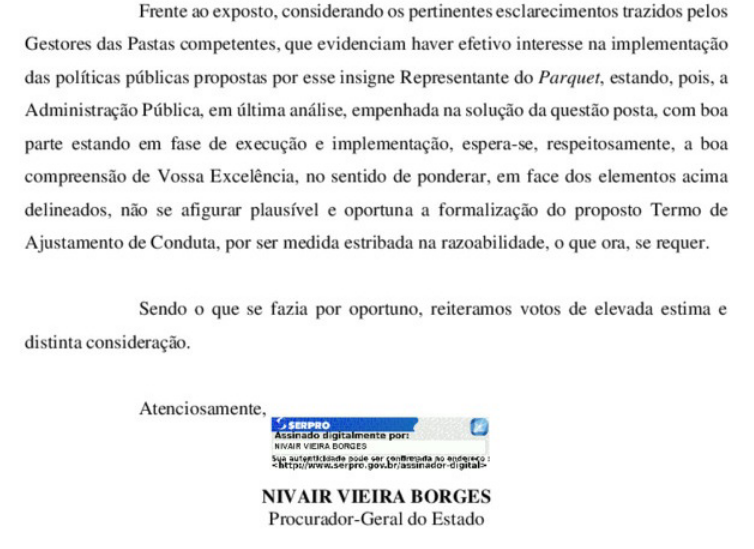 Frente ao exposto, considerando os pertinentes esclarecimentos trazidos pelos
Gestores das Pastas competentes, que evidenciam haver efetivo interesse na implementação
das políticas públicas propostas por esse insigne Representante do Parquet, estando, pois, a
Administração Pública, em última análise, empenhada na solução da questão posta, com boa
parte estando em fase de execução e implementação, espera-se, respeitosamente, a boa
compreensão de Vossa Excelência, no sentido de ponderar, em face dos elementos acima
delineados, não se afigurar plausível e oportuna a formalização do proposto Termo de
Ajustamento de Conduta, por ser medida estribada na razoabilidade, o que ora, se requer.
Sendo o que se fazia por oportuno, reiteramos votos de elevada estima e
distinta consideração.
Atenciosamente,
SERPRO
Assinado digitalmente por:
NIVAIR VIEIRA BORGES
Sua autenticidade pode ser confirmada no endereço :
<http://www.serpro.gov.br/assinador-digital>
NIVAIR VIEIRA BORGES
Procurador-Geral do Estado